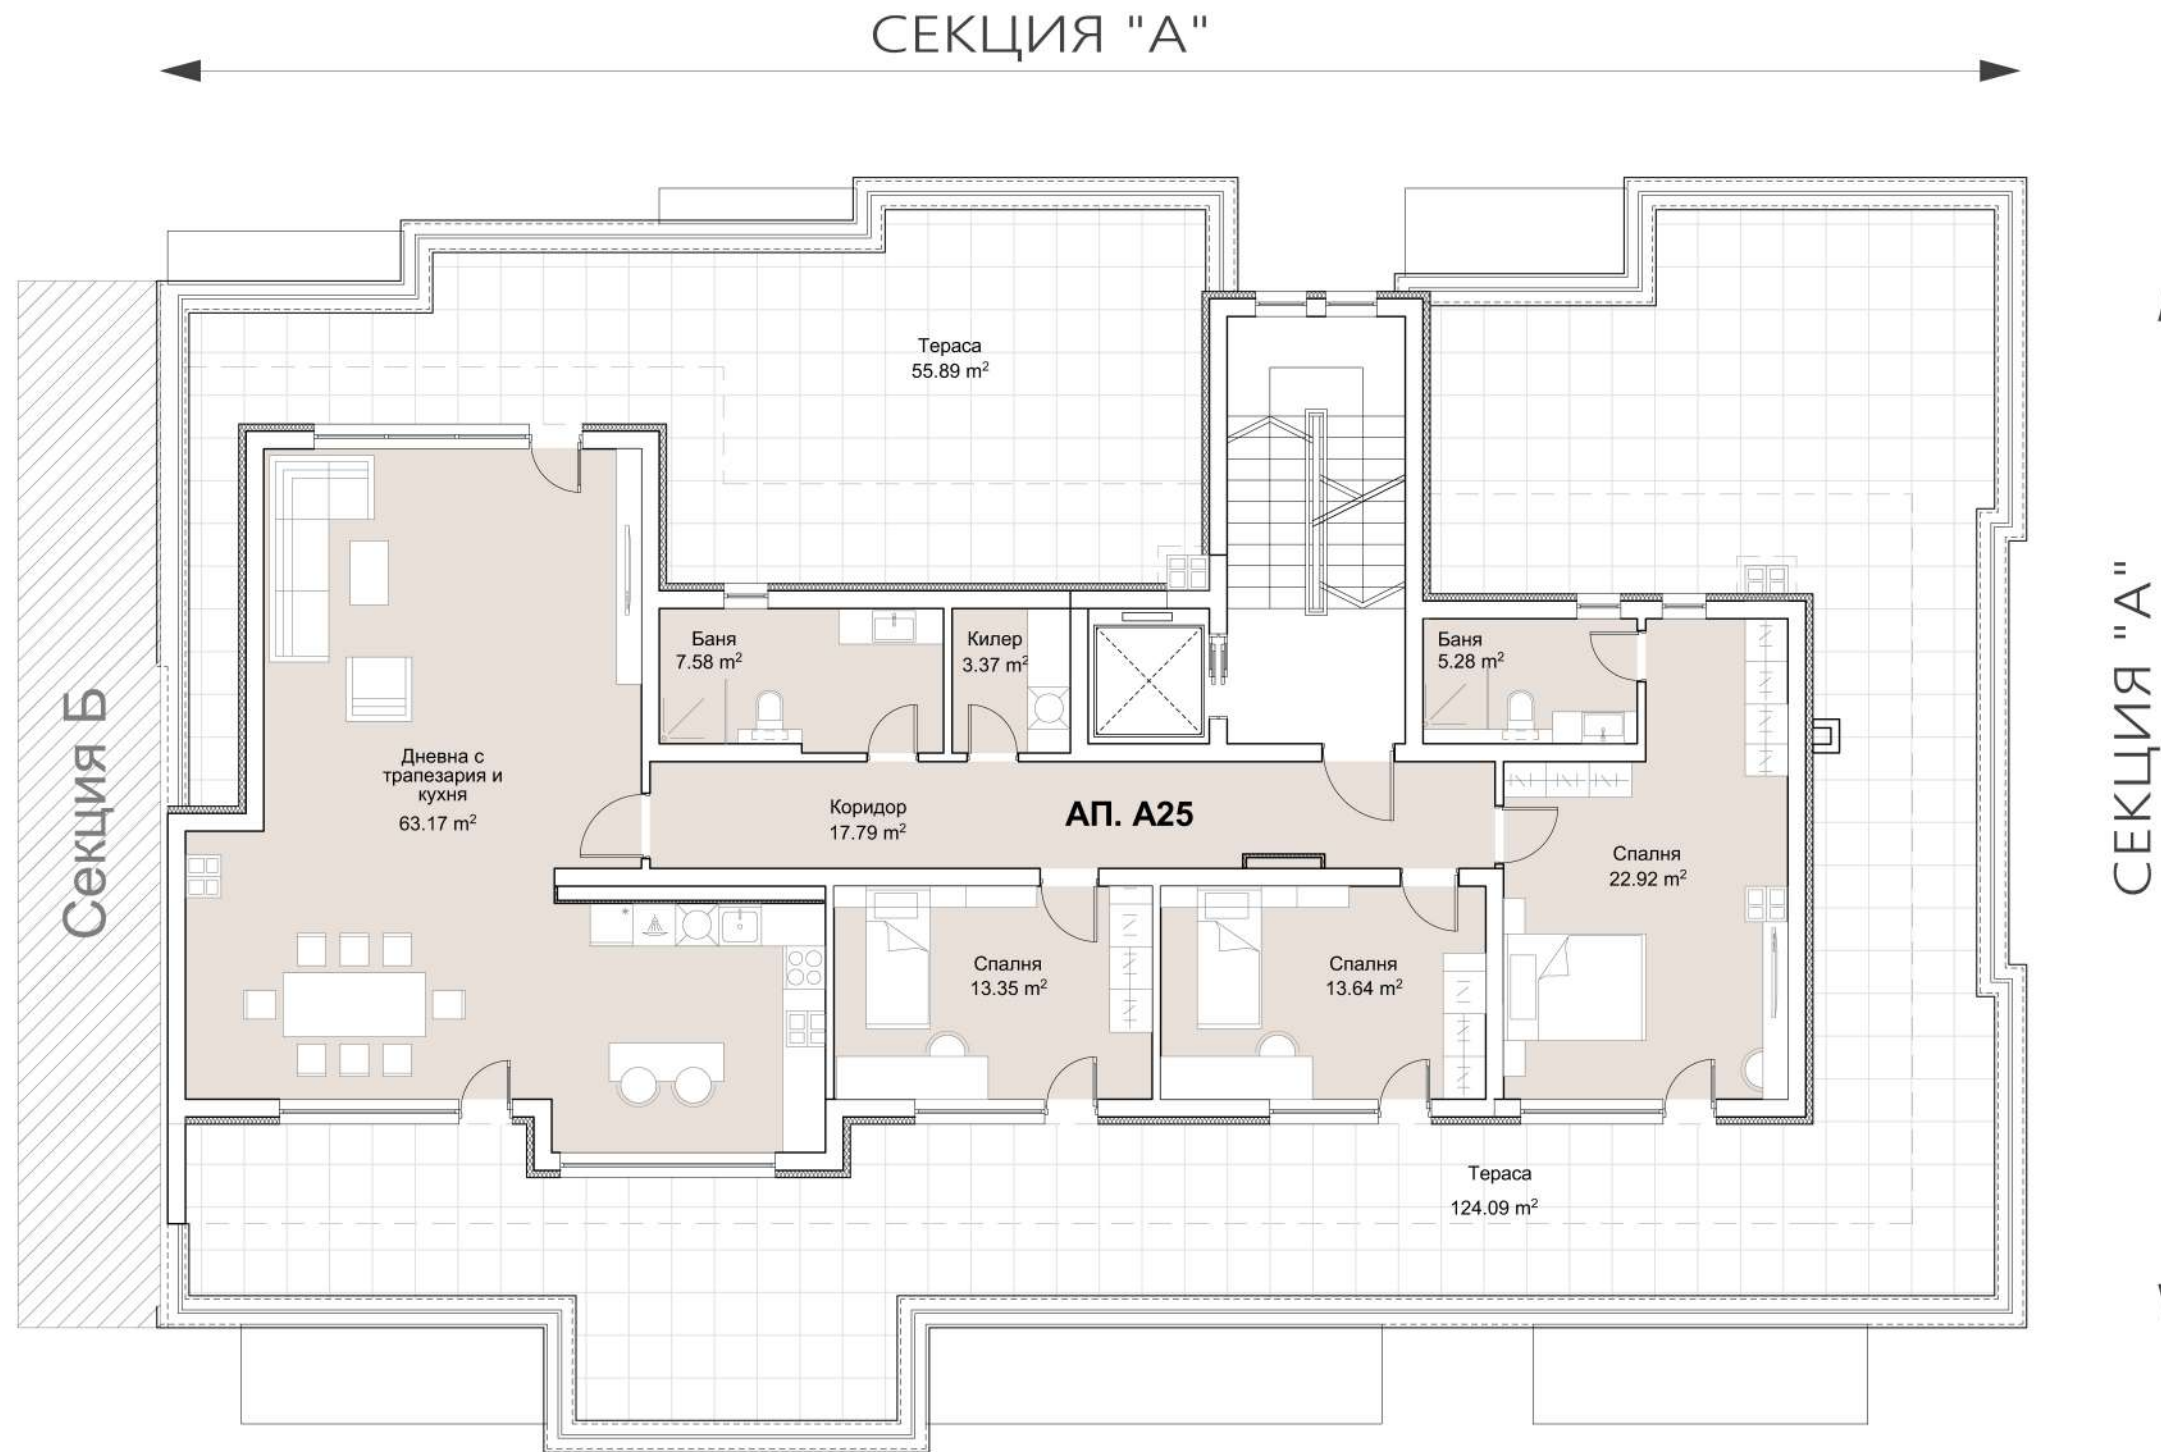 СЕКЦИЯ "А"
Тераса
55.89 m²
Баня
7.58 m²
Килер
3.37 m²
Баня
5.28 m²
Дневна с
трапезария и
кухня
63.17 m²
Коридор
17.79 m²
АП. А25
Спалня
22.92 m²
Спалня
13.35 m²
Спалня
13.64 m²
Тераса
124.09 m²
Секция Б
СЕКЦИЯ "А"